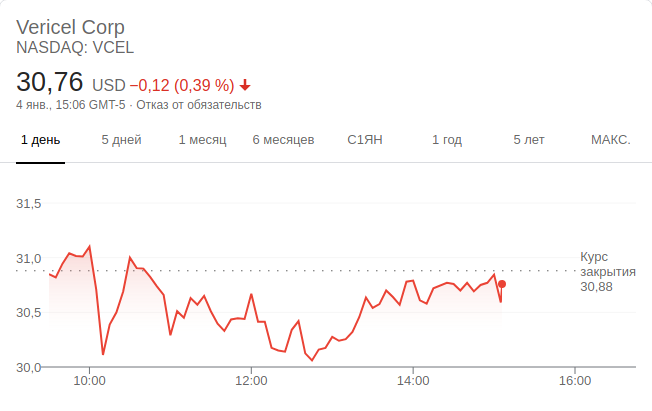 Vericel Corp
NASDAQ: VCEL
30,76 USD −0,12 (0,39 %)
4 янв., 15:06 GMT-5 · Отказ от обязательств
1 день 5 дней 1 месяц 6 месяцев С1ЯН 1 год 5 лет МАКС.
31,5
31,0
30,5
30,0
Курс
закрытия
30,88
10:00 12:00 14:00 16:00